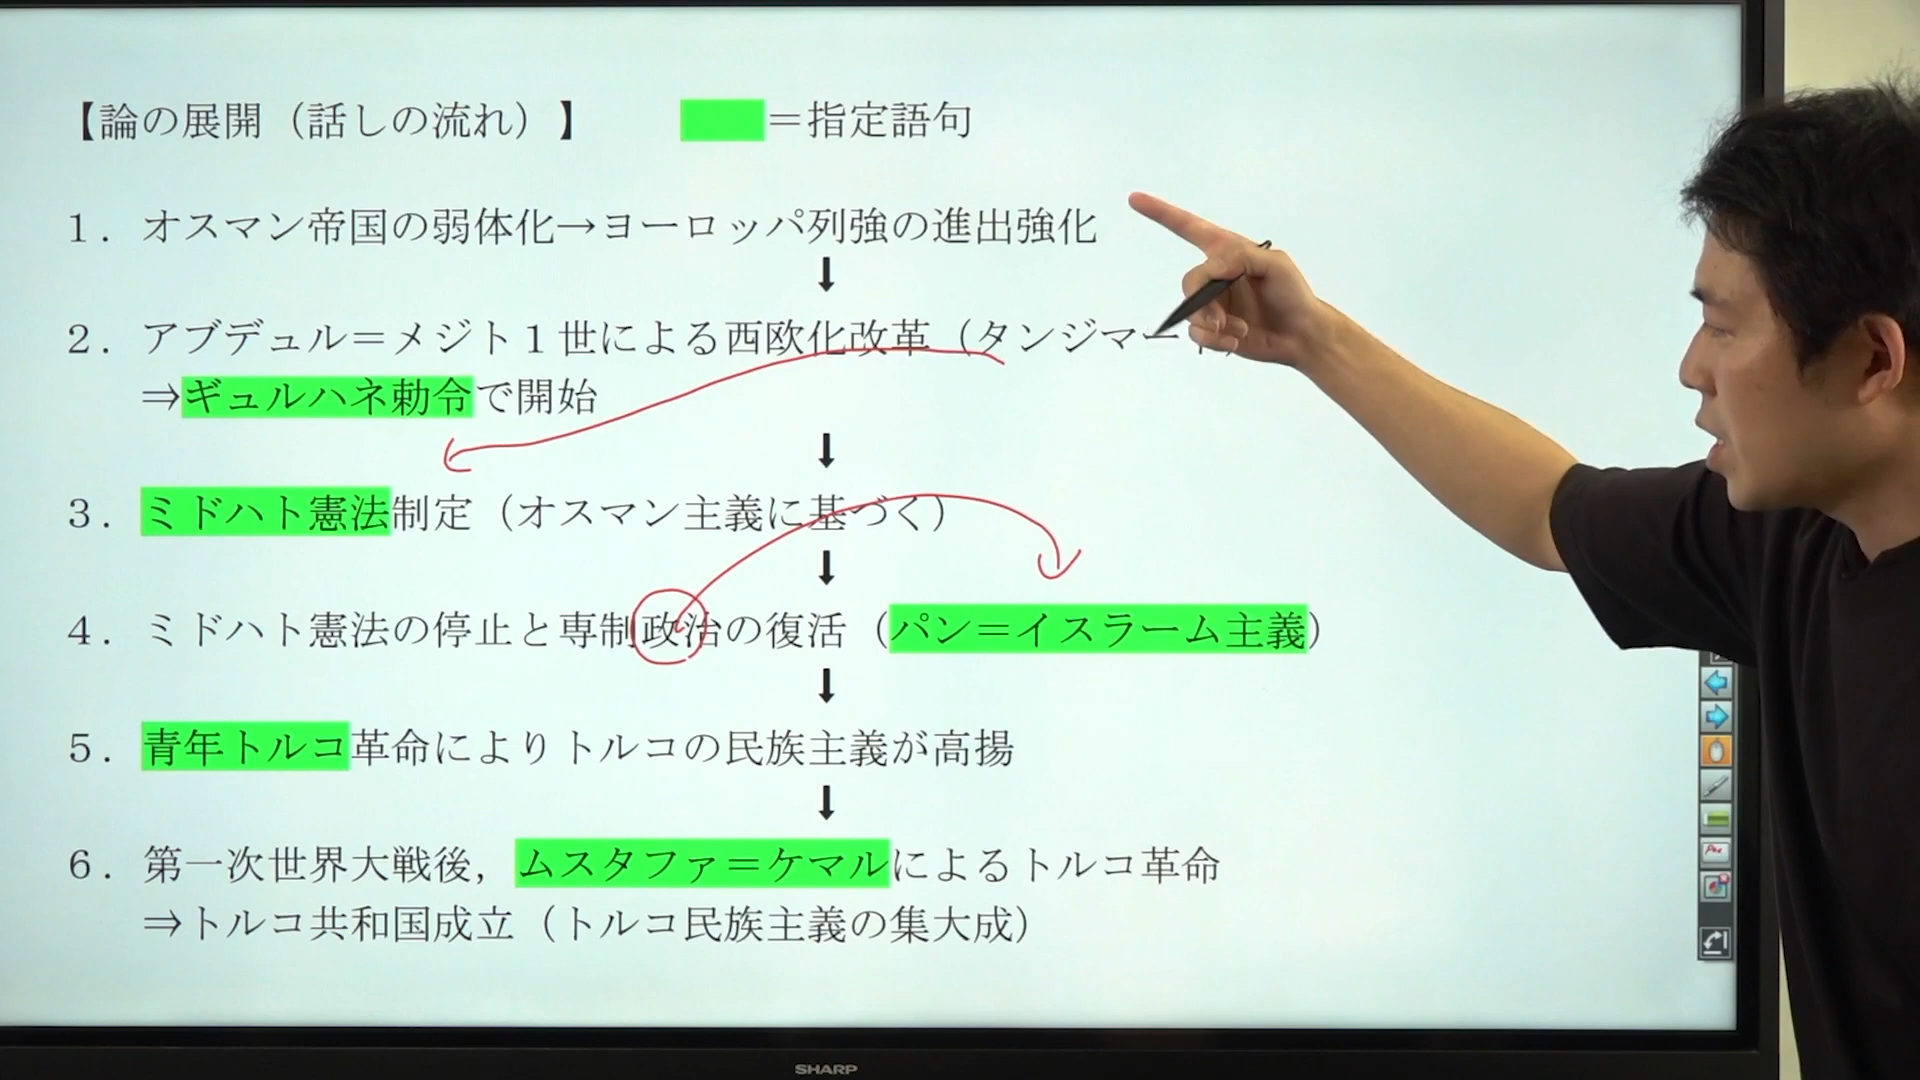 【論の展開（話しの流れ）】　　＝指定語句
１．オスマン帝国の弱体化→ヨーロッパ列強の進出強化
２．アブデュル＝メジト１世による西欧化改革（タンジマート）
⇒ギュルハネ勅令で開始
３．ミドハト憲法制定（オスマン主義に基づく）
４．ミドハト憲法の停止と専制政治の復活（パン＝イスラーム主義）
５．青年トルコ革命によりトルコの民族主義が高揚
６．第一次世界大戦後，ムスタファ＝ケマルによるトルコ革命
⇒トルコ共和国成立（トルコ民族主義の集大成）
SHARP